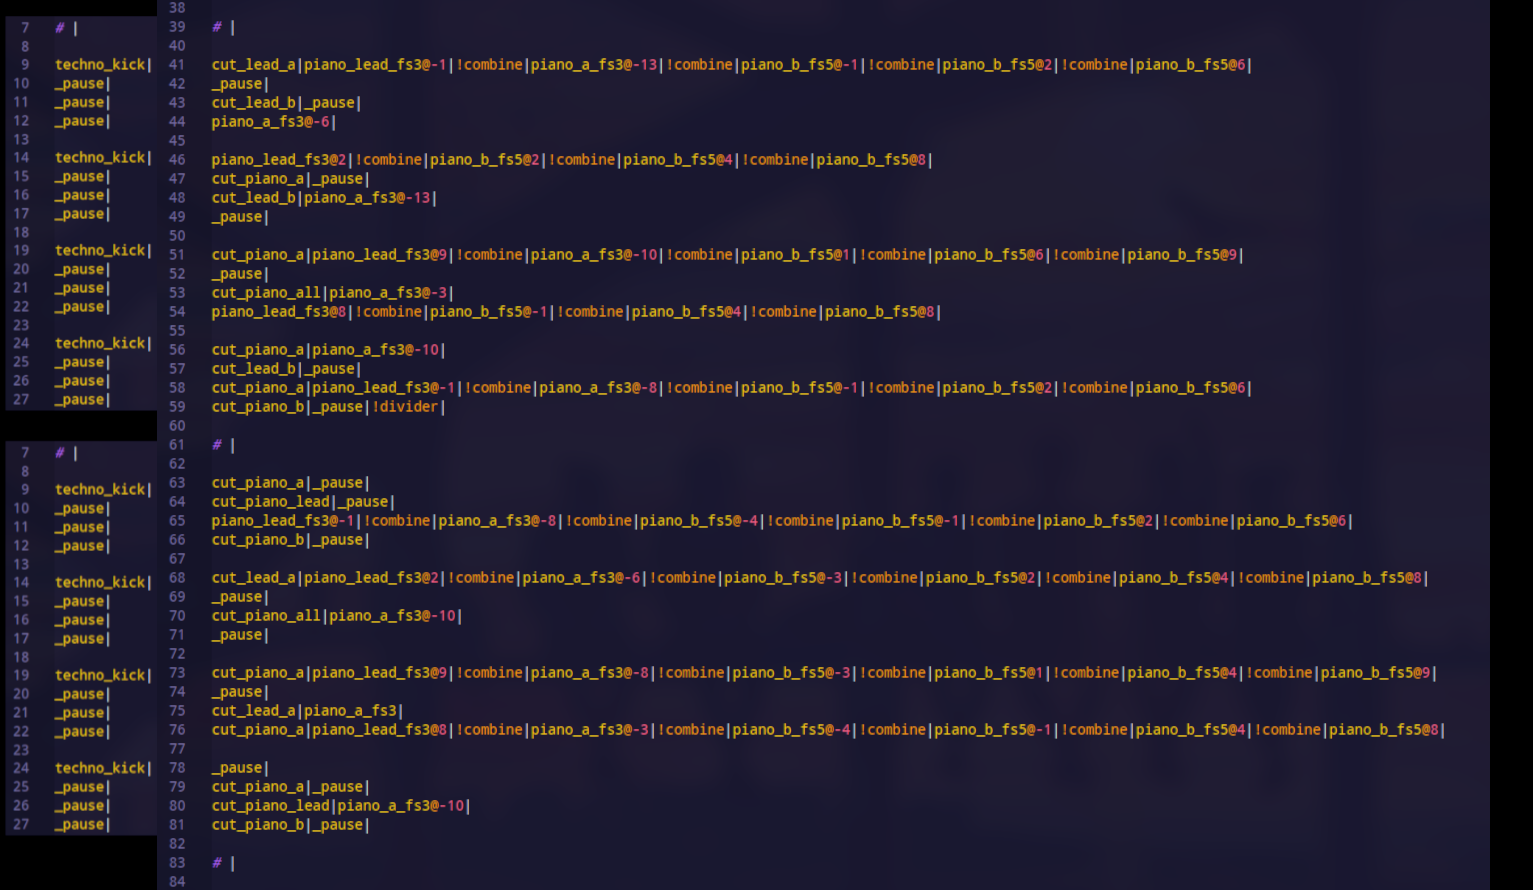 7 # |
8
9 techno_kick|
10 _pause|
11 _pause|
12 _pause|
13
14 techno_kick|
15 _pause|
16 _pause|
17 _pause|
18
19 techno_kick|
20 _pause|
21 _pause|
22 _pause|
23
24 techno_kick|
25 _pause|
26 _pause|
27 _pause|
7 # |
8
9 techno_kick|
10 _pause|
11 _pause|
12 _pause|
13
14 techno_kick|
15 _pause|
16 _pause|
17 _pause|
18
19 techno_kick|
20 _pause|
21 _pause|
22 _pause|
23
24 techno_kick|
25 _pause|
26 _pause|
27 _pause|
38
39 # |
40
41 cut_lead_a|piano_lead_fs3@-1|!combine|piano_a_fs3@-13|!combine|piano_b_fs5@-1|!combine|piano_b_fs5@2|!combine|piano_b_fs5@6|
42 _pause|
43 cut_lead_b|_pause|
44 piano_a_fs3@-6|
45
46 piano_lead_fs3@2|!combine|piano_b_fs5@2|!combine|piano_b_fs5@4|!combine|piano_b_fs5@8|
47 cut_piano_a|_pause|
48 cut_lead_b|piano_a_fs3@-13|
49 _pause|
50
51 cut_piano_a|piano_lead_fs3@9|!combine|piano_a_fs3@-10|!combine|piano_b_fs5@1|!combine|piano_b_fs5@6|!combine|piano_b_fs5@9|
52 _pause|
53 cut_piano_all|piano_a_fs3@-3|
54 piano_lead_fs3@8|!combine|piano_b_fs5@-1|!combine|piano_b_fs5@4|!combine|piano_b_fs5@8|
55
56 cut_piano_a|piano_a_fs3@-10|
57 cut_lead_b|_pause|
58 cut_piano_a|piano_lead_fs3@-1|!combine|piano_a_fs3@-8|!combine|piano_b_fs5@-1|!combine|piano_b_fs5@2|!combine|piano_b_fs5@6|
59 cut_piano_b|_pause|!divider|
60
61 # |
62
63 cut_piano_a|_pause|
64 cut_piano_lead|_pause|
65 piano_lead_fs3@-1|!combine|piano_a_fs3@-8|!combine|piano_b_fs5@-4|!combine|piano_b_fs5@-1|!combine|piano_b_fs5@2|!combine|piano_b_fs5@6|
66 cut_piano_b|_pause|
67
68 cut_lead_a|piano_lead_fs3@2|!combine|piano_a_fs3@-6|!combine|piano_b_fs5@-3|!combine|piano_b_fs5@2|!combine|piano_b_fs5@4|!combine|piano_b_fs5@8|
69 _pause|
70 cut_piano_all|piano_a_fs3@-10|
71 _pause|
72
73 cut_piano_a|piano_lead_fs3@9|!combine|piano_a_fs3@-8|!combine|piano_b_fs5@-3|!combine|piano_b_fs5@1|!combine|piano_b_fs5@4|!combine|piano_b_fs5@9|
74 _pause|
75 cut_lead_a|piano_a_fs3|
76 cut_piano_a|piano_lead_fs3@8|!combine|piano_a_fs3@-3|!combine|piano_b_fs5@-4|!combine|piano_b_fs5@-1|!combine|piano_b_fs5@4|!combine|piano_b_fs5@8|
77
78 _pause|
79 cut_piano_a|_pause|
80 cut_piano_lead|piano_a_fs3@-10|
81 cut_piano_b|_pause|
82
83 # |
84